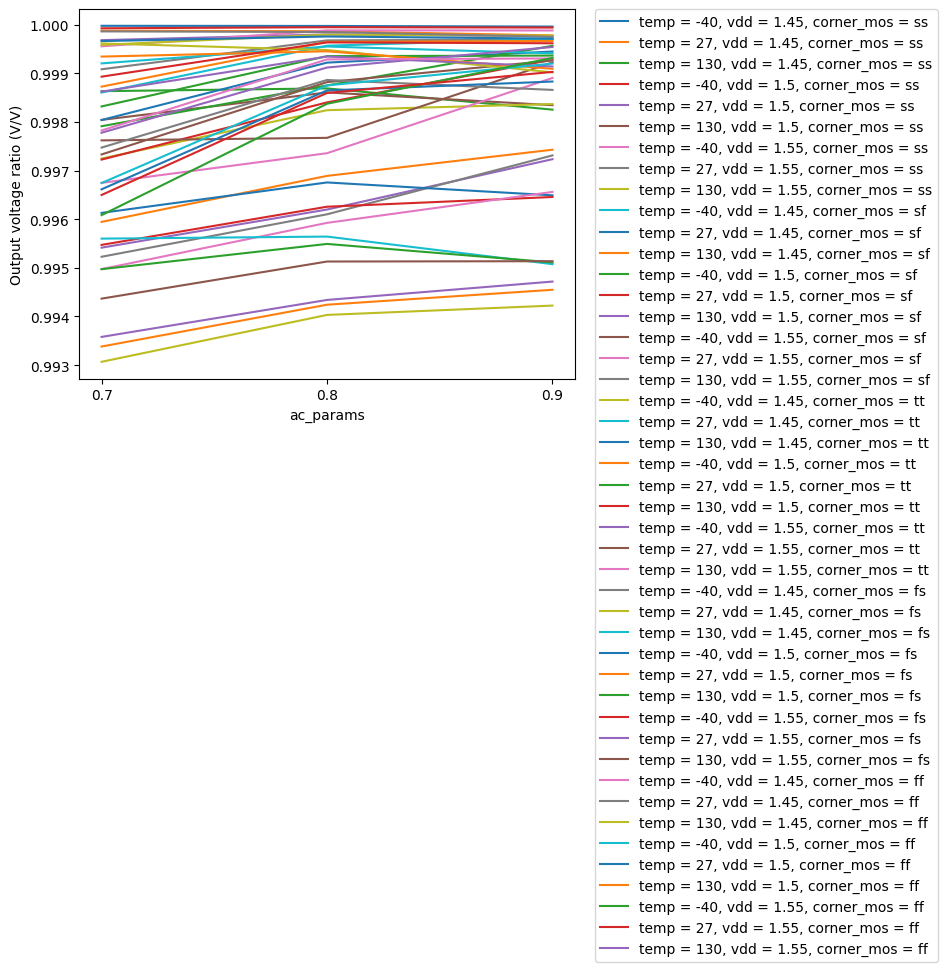 1.000
0.999
0.998
0.997
0.996
0.995
0.994
0.993
Output voltage ratio (V/V)
0.7
0.8
0.9
ac_params
temp = -40, vdd = 1.45, corner_mos = ss
temp = 27, vdd = 1.45, corner_mos = ss
temp = 130, vdd = 1.45, corner_mos = ss
temp = -40, vdd = 1.5, corner_mos = ss
temp = 27, vdd = 1.5, corner_mos = ss
temp = 130, vdd = 1.5, corner_mos = ss
temp = -40, vdd = 1.55, corner_mos = ss
temp = 27, vdd = 1.55, corner_mos = ss
temp = 130, vdd = 1.55, corner_mos = ss
temp = -40, vdd = 1.45, corner_mos = sf
temp = 27, vdd = 1.45, corner_mos = sf
temp = 130, vdd = 1.45, corner_mos = sf
temp = -40, vdd = 1.5, corner_mos = sf
temp = 27, vdd = 1.5, corner_mos = sf
temp = 130, vdd = 1.5, corner_mos = sf
temp = -40, vdd = 1.55, corner_mos = sf
temp = 27, vdd = 1.55, corner_mos = sf
temp = 130, vdd = 1.55, corner_mos = sf
temp = -40, vdd = 1.45, corner_mos = tt
temp = 27, vdd = 1.45, corner_mos = tt
temp = 130, vdd = 1.45, corner_mos = tt
temp = -40, vdd = 1.5, corner_mos = tt
temp = 27, vdd = 1.5, corner_mos = tt
temp = 130, vdd = 1.5, corner_mos = tt
temp = -40, vdd = 1.55, corner_mos = tt
temp = 27, vdd = 1.55, corner_mos = tt
temp = 130, vdd = 1.55, corner_mos = tt
temp = -40, vdd = 1.45, corner_mos = fs
temp = 27, vdd = 1.45, corner_mos = fs
temp = 130, vdd = 1.45, corner_mos = fs
temp = -40, vdd = 1.5, corner_mos = fs
temp = 27, vdd = 1.5, corner_mos = fs
temp = 130, vdd = 1.5, corner_mos = fs
temp = -40, vdd = 1.55, corner_mos = fs
temp = 27, vdd = 1.55, corner_mos = fs
temp = 130, vdd = 1.55, corner_mos = fs
temp = -40, vdd = 1.45, corner_mos = ff
temp = 27, vdd = 1.45, corner_mos = ff
temp = 130, vdd = 1.45, corner_mos = ff
temp = -40, vdd = 1.5, corner_mos = ff
temp = 27, vdd = 1.5, corner_mos = ff
temp = 130, vdd = 1.5, corner_mos = ff
temp = -40, vdd = 1.55, corner_mos = ff
temp = 27, vdd = 1.55, corner_mos = ff
temp = 130, vdd = 1.55, corner_mos = ff